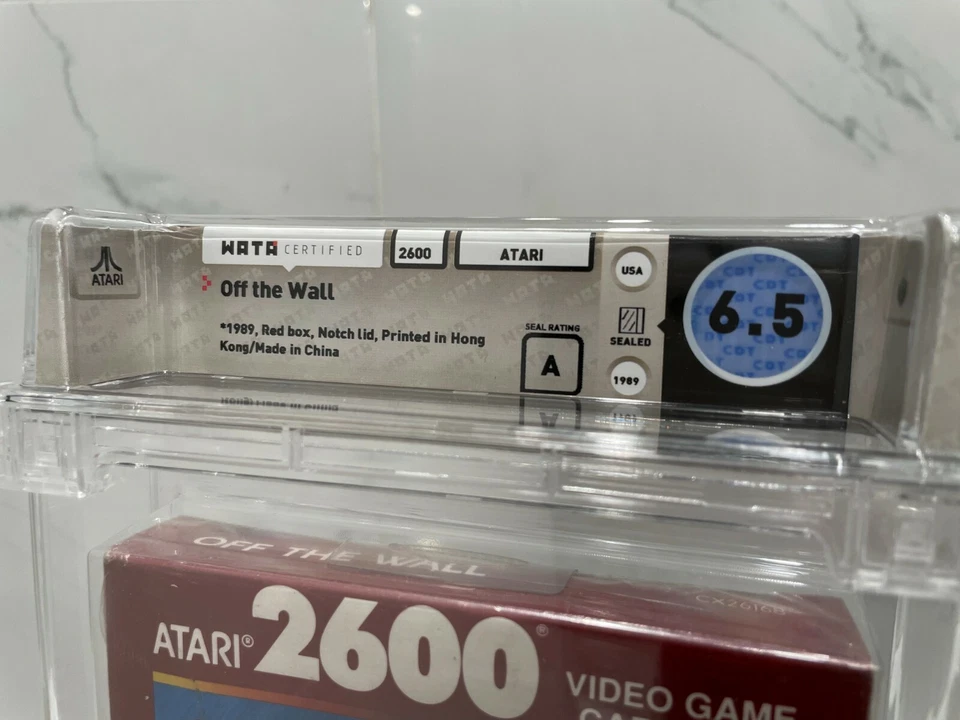 ATARI
WATA CERTIFIED
2600
ATARI
Off the Wall
*1989, Red box, Notch lid, Printed in Hong
Kong/Made in China
SEAL RATING
A
USA
SEALED
1989
6.5
OFF THE WALL
ATARI® 2600®
VIDEO GAME